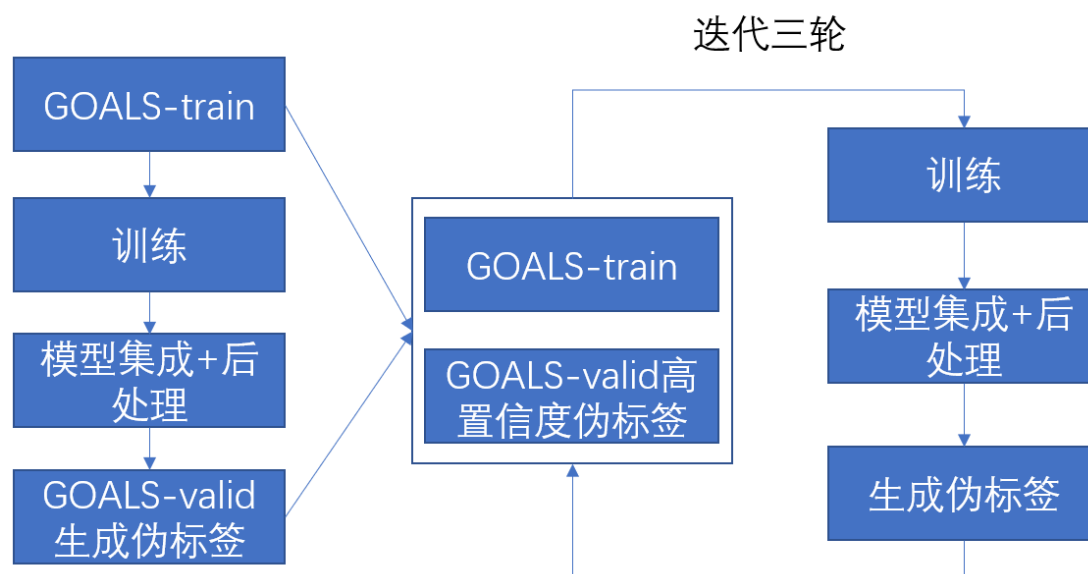 迭代三轮
GOALS-train
训练
模型集成+后
处理
GOALS-valid
生成伪标签
GOALS-train
GOALS-valid高
置信度伪标签
训练
模型集成+后
处理
生成伪标签